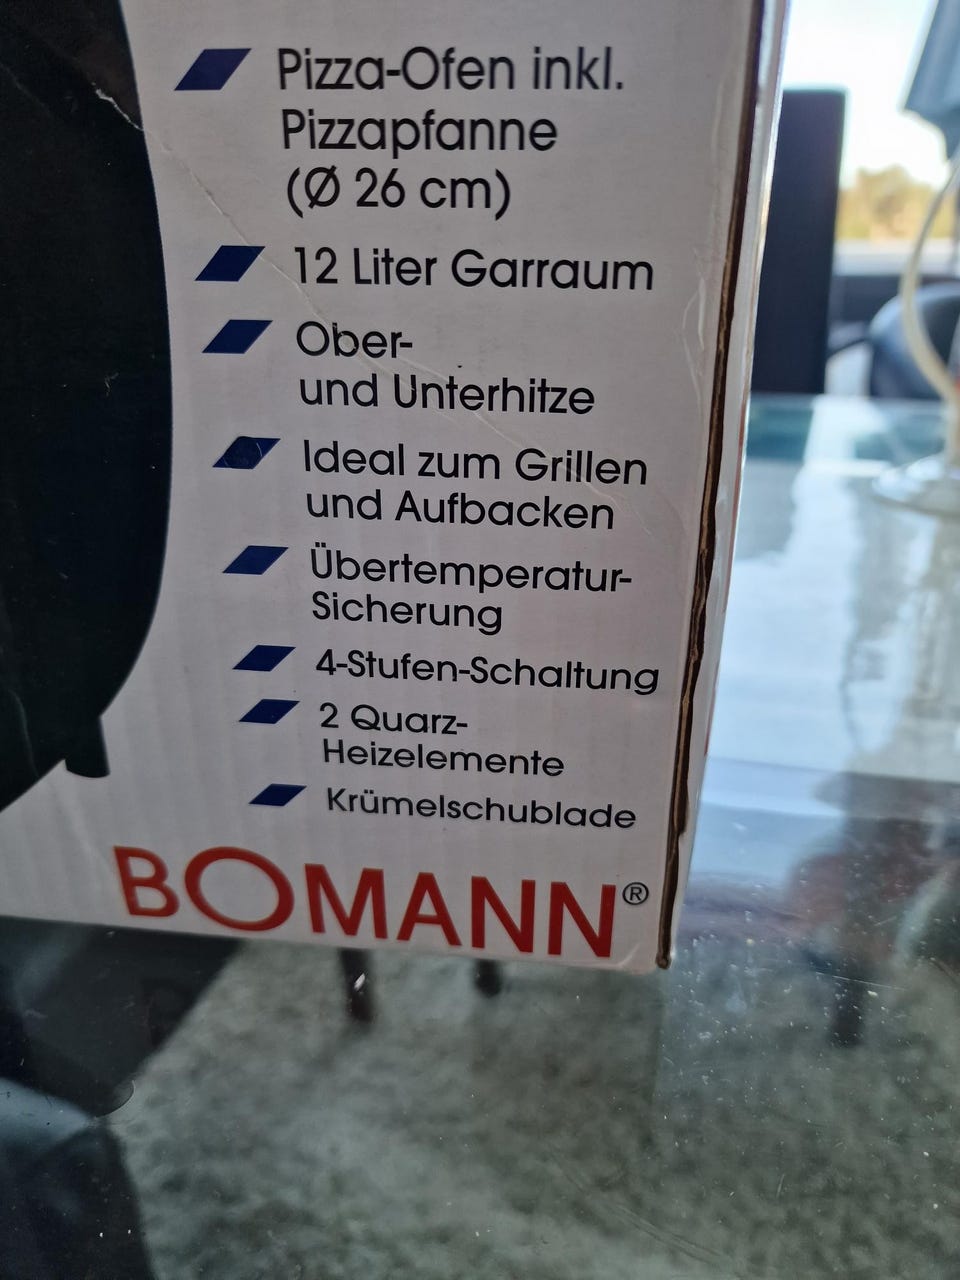 Pizza-Ofen inkl.
Pizzapfanne
(Ø 26 cm)
12 Liter Garraum
Ober-
und Unterhitze
Ideal zum Grillen
und Aufbacken
Übertemperatur-
Sicherung
4-Stufen-Schaltung
2 Quarz-
Heizelemente
Krümelschublade
BOMANN®